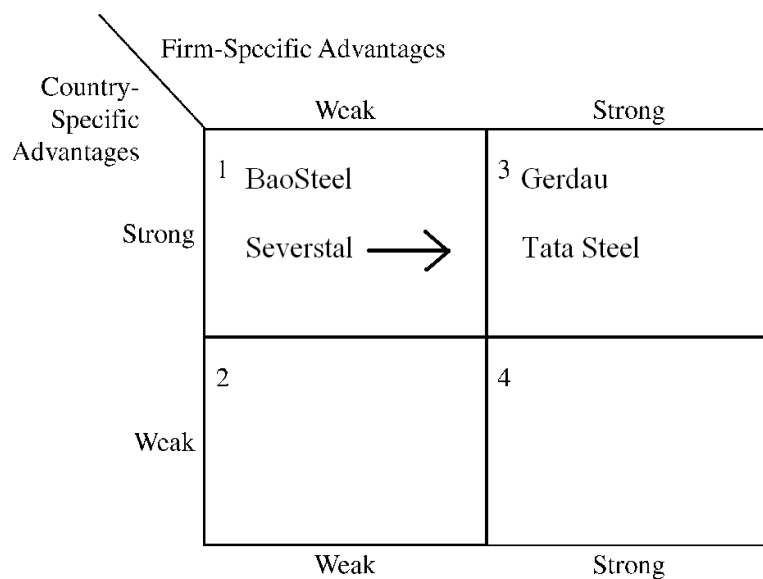 Firm-Specific Advantages
Country-
Specific
Advantages
Weak
Strong
Strong
1
BaoSteel
Severstal
3
Gerdau
Tata Steel
Weak
2
4
Weak
Strong